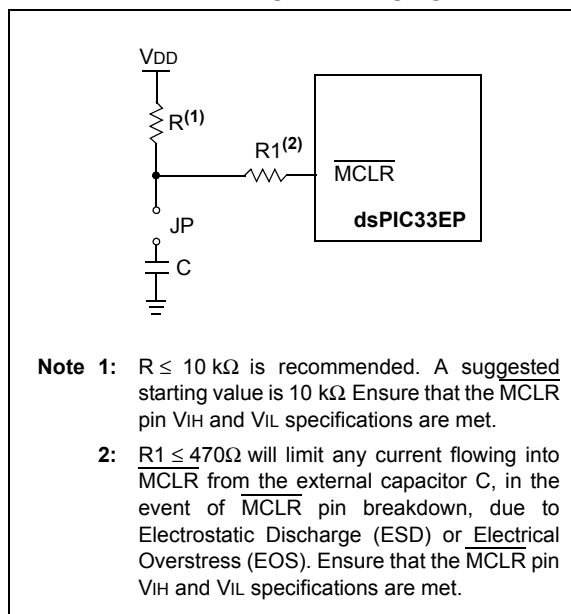 VDD
R(1)
R1(2)
MCLR
dsPIC33EP
JP
C
Note 1: R ≤ 10 kΩ is recommended. A suggested
starting value is 10 kΩ Ensure that the MCLR
pin VIH and VIL specifications are met.
2: R1 ≤ 470Ω will limit any current flowing into
MCLR from the external capacitor C, in the
event of MCLR pin breakdown, due to
Electrostatic Discharge (ESD) or Electrical
Overstress (EOS). Ensure that the MCLR pin
VIH and VIL specifications are met.